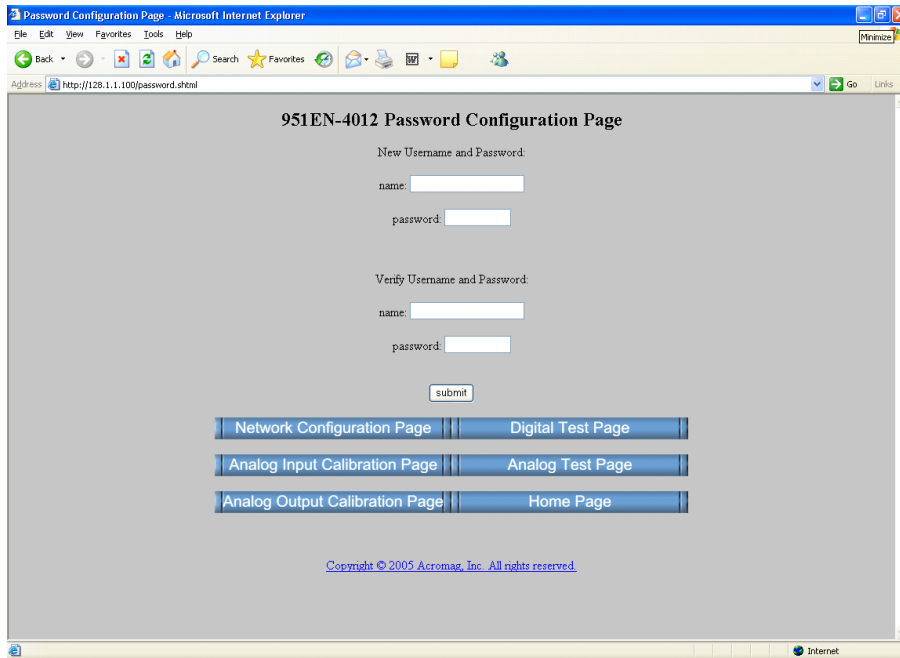 Password Configuration Page - Microsoft Internet Explorer
File Edit View Favorites Tools Help
Minimize
Back Search Favorites
Address http://128.1.1.100/password.shtml Go Links
951EN-4012 Password Configuration Page
New Username and Password:
name:
password:
Verify Username and Password:
name:
password:
submit
Network Configuration Page Digital Test Page
Analog Input Calibration Page Analog Test Page
Analog Output Calibration Page Home Page
Copyright © 2005 Acromag, Inc. All rights reserved.
Internet